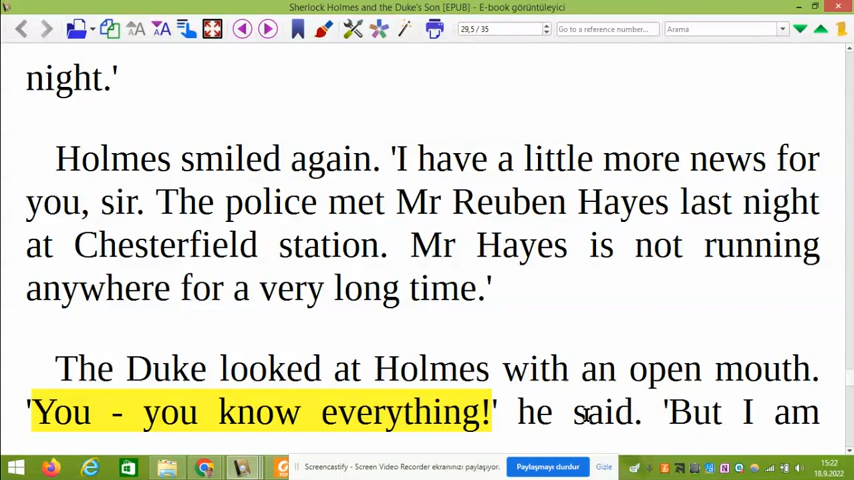 Sherlock Holmes and the Duke's Son [EPUB] - E-book görüntüleyici
29,5 / 35
Go to a reference number...
Arama
night.'
Holmes smiled again. 'I have a little more news for
you, sir. The police met Mr Reuben Hayes last night
at Chesterfield station. Mr Hayes is not running
anywhere for a very long time.'
The Duke looked at Holmes with an open mouth.
'You - you know everything!' he said. 'But I am
Screencastify - Screen Video Recorder ekranınızı paylaşıyor.
Paylaşmayı durdur
Gizle
15:22
18.9.2022